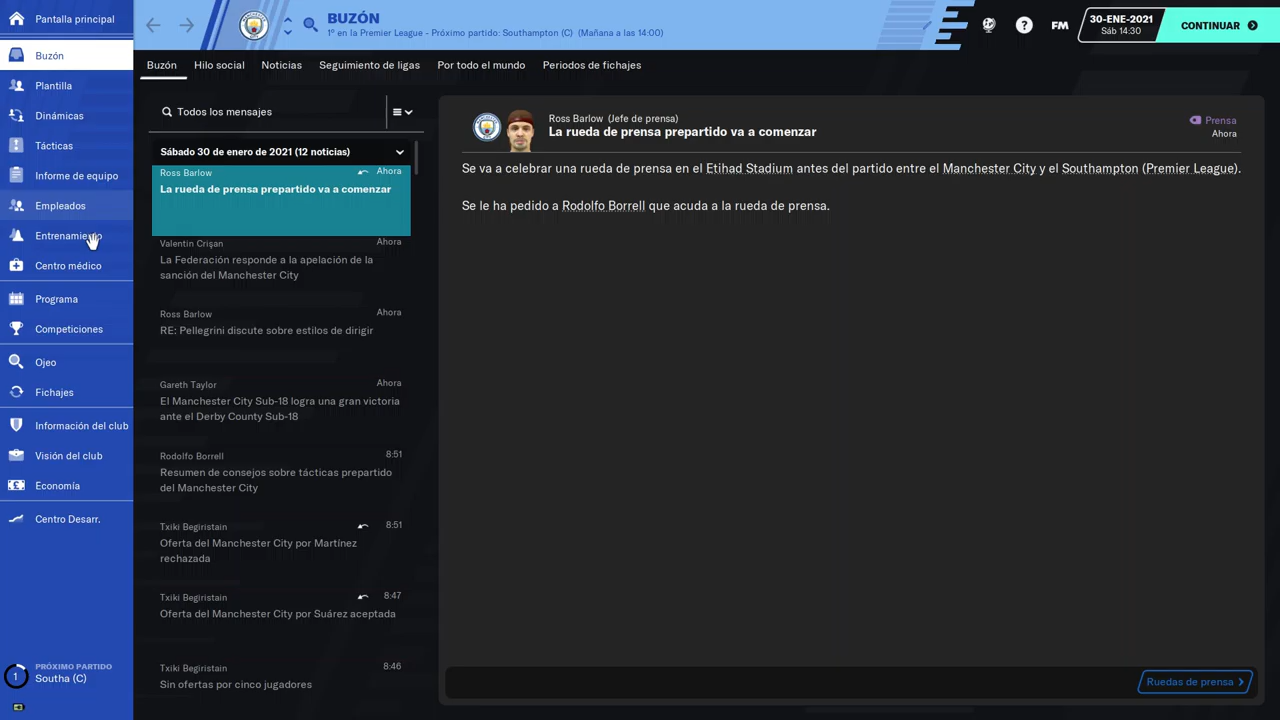 Pantalla principal
BUZÓN
1º en la Premier League - Próximo partido: Southampton (C) (Mañana a las 14:00)
FM
30-ENE-2021
Sáb 14:30
CONTINUAR
Buzón
Plantilla
Dinámicas
Tácticas
Informe de equipo
Empleados
Entrenamiento
Centro médico
Programa
Competiciones
Ojeo
Fichajes
Información del club
Visión del club
Economía
Centro Desarr.
1
PRÓXIMO PARTIDO
Southa (C)
Buzón
Hilo social
Noticias
Seguimiento de ligas
Por todo el mundo
Periodos de fichajes
Todos los mensajes
Sábado 30 de enero de 2021 (12 noticias)
Ross Barlow Ahora
La rueda de prensa prepartido va a comenzar
Valentin Crişan Ahora
La Federación responde a la apelación de la
sanción del Manchester City
Ross Barlow Ahora
RE: Pellegrini discute sobre estilos de dirigir
Gareth Taylor Ahora
El Manchester City Sub-18 logra una gran victoria
ante el Derby County Sub-18
Rodolfo Borrell 8:51
Resumen de consejos sobre tácticas prepartido
del Manchester City
Txiki Begiristain 8:51
Oferta del Manchester City por Martínez
rechazada
Txiki Begiristain 8:47
Oferta del Manchester City por Suárez aceptada
Txiki Begiristain 8:46
Sin ofertas por cinco jugadores
Ross Barlow (Jefe de prensa)
La rueda de prensa prepartido va a comenzar
Prensa
Ahora
Se va a celebrar una rueda de prensa en el Etihad Stadium antes del partido entre el Manchester City y el Southampton (Premier League).
Se le ha pedido a Rodolfo Borrell que acuda a la rueda de prensa.
Ruedas de prensa